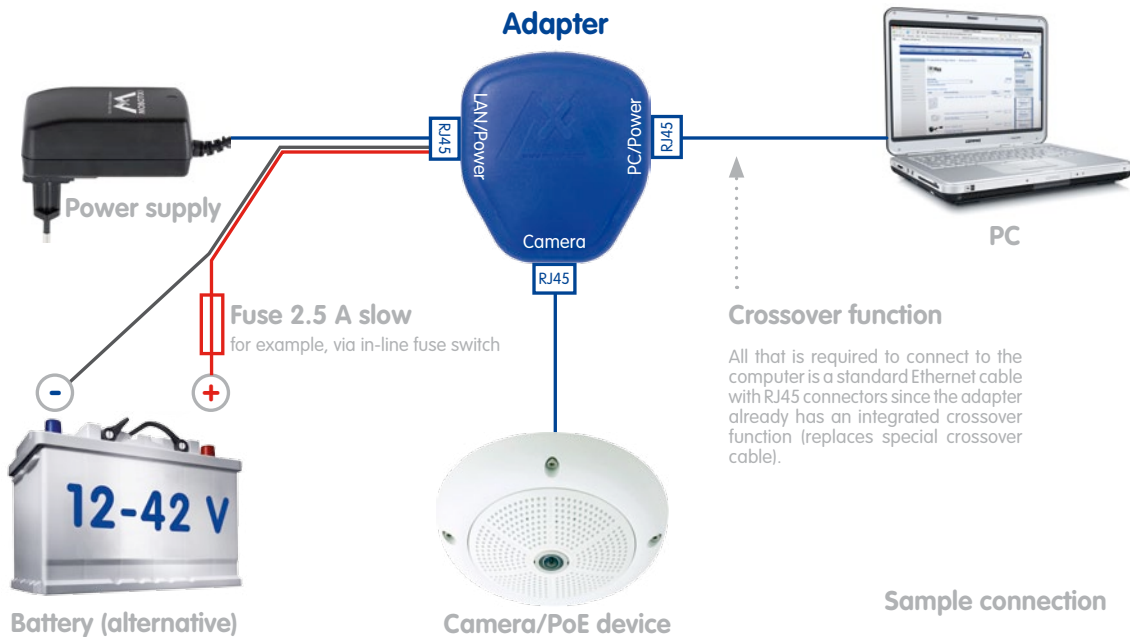 Adapter
LAN/Power
RJ45
PC/Power
RJ45
Camera
RJ45
Power supply
PC
Fuse 2.5 A slow
for example, via in-line fuse switch
-
+
12-42 V
Battery (alternative)
Camera/PoE device
Crossover function
All that is required to connect to the
computer is a standard Ethernet cable
with RJ45 connectors since the adapter
already has an integrated crossover
function (replaces special crossover
cable).
Sample connection